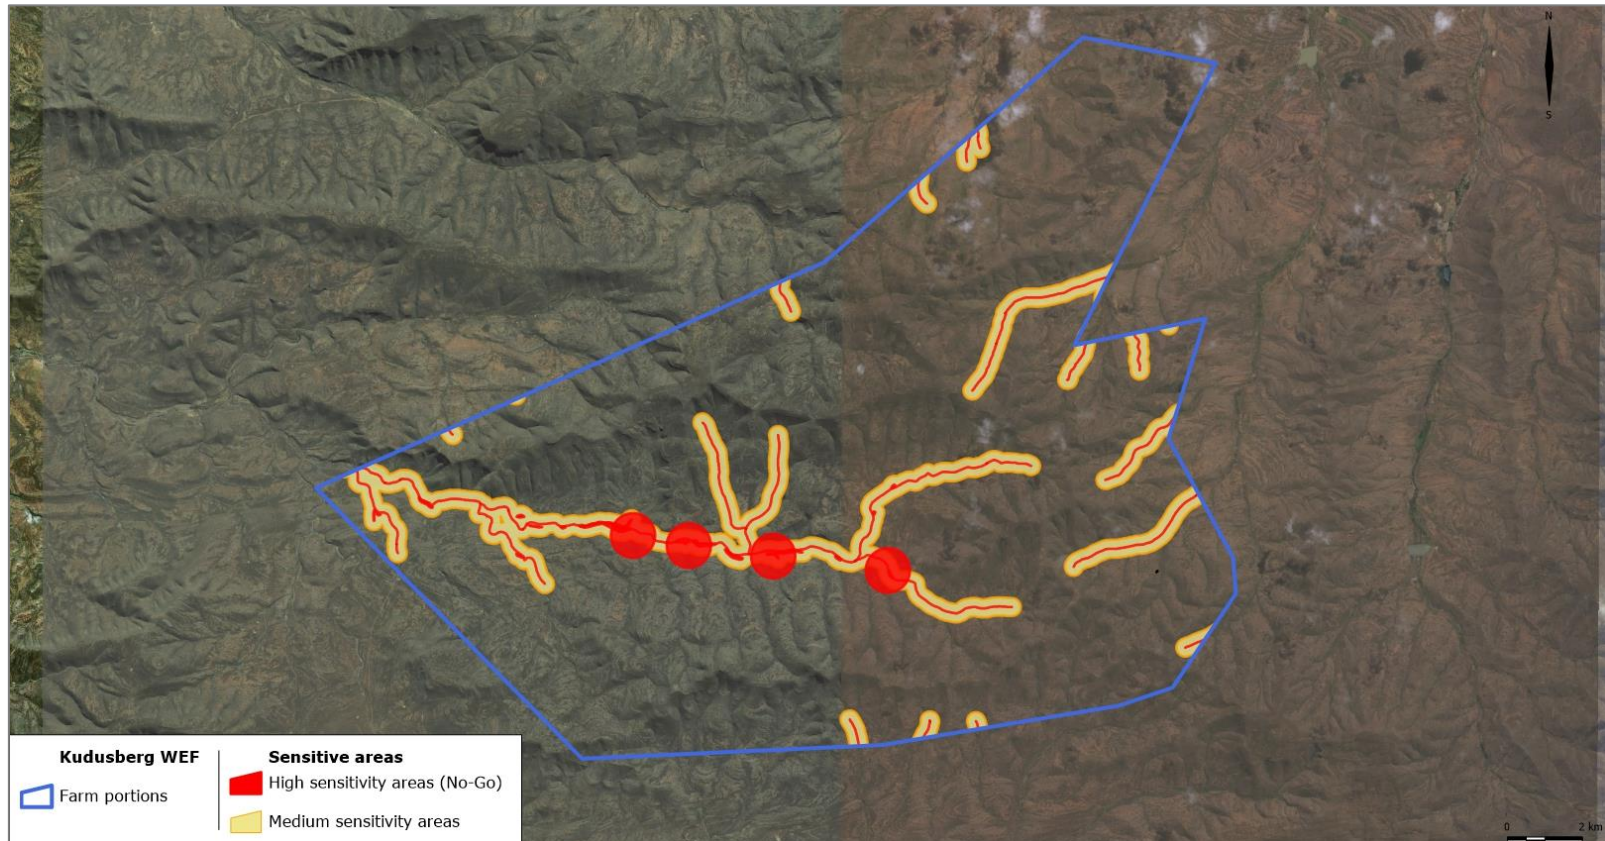 N
S
Kudusberg WEF
Farm portions
Sensitive areas
High sensitivity areas (No-Go)
Medium sensitivity areas
0 2 km